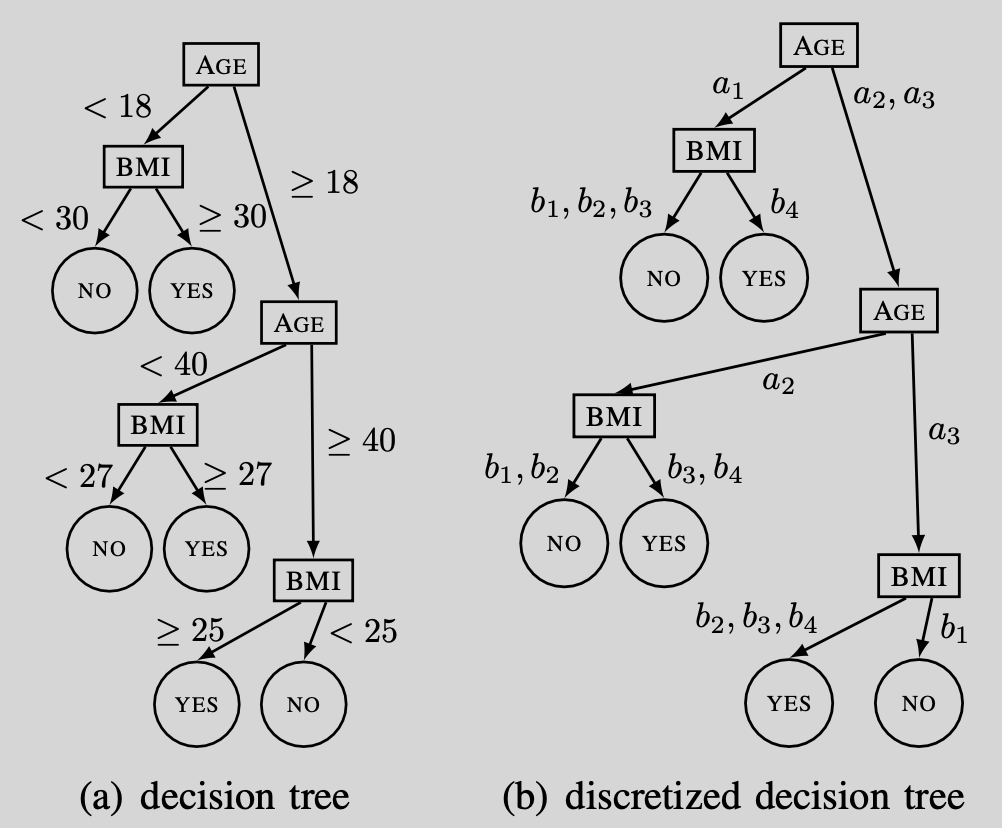 AGE
< 18
≥ 18
BMI
< 30
≥ 30
NO
YES
AGE
< 40
≥ 40
BMI
< 27
≥ 27
NO
YES
BMI
≥ 25
< 25
YES
NO
(a) decision tree
AGE
a₁
a₂, a₃
BMI
b₁, b₂, b₃
b₄
NO
YES
AGE
a₂
a₃
BMI
b₁, b₂
b₃, b₄
NO
YES
BMI
b₂, b₃, b₄
b₁
YES
NO
(b) discretized decision tree